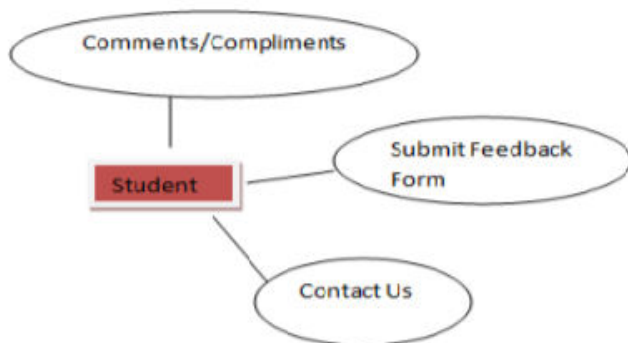 Comments/Compliments
Submit Feedback
Form
Student
Contact Us